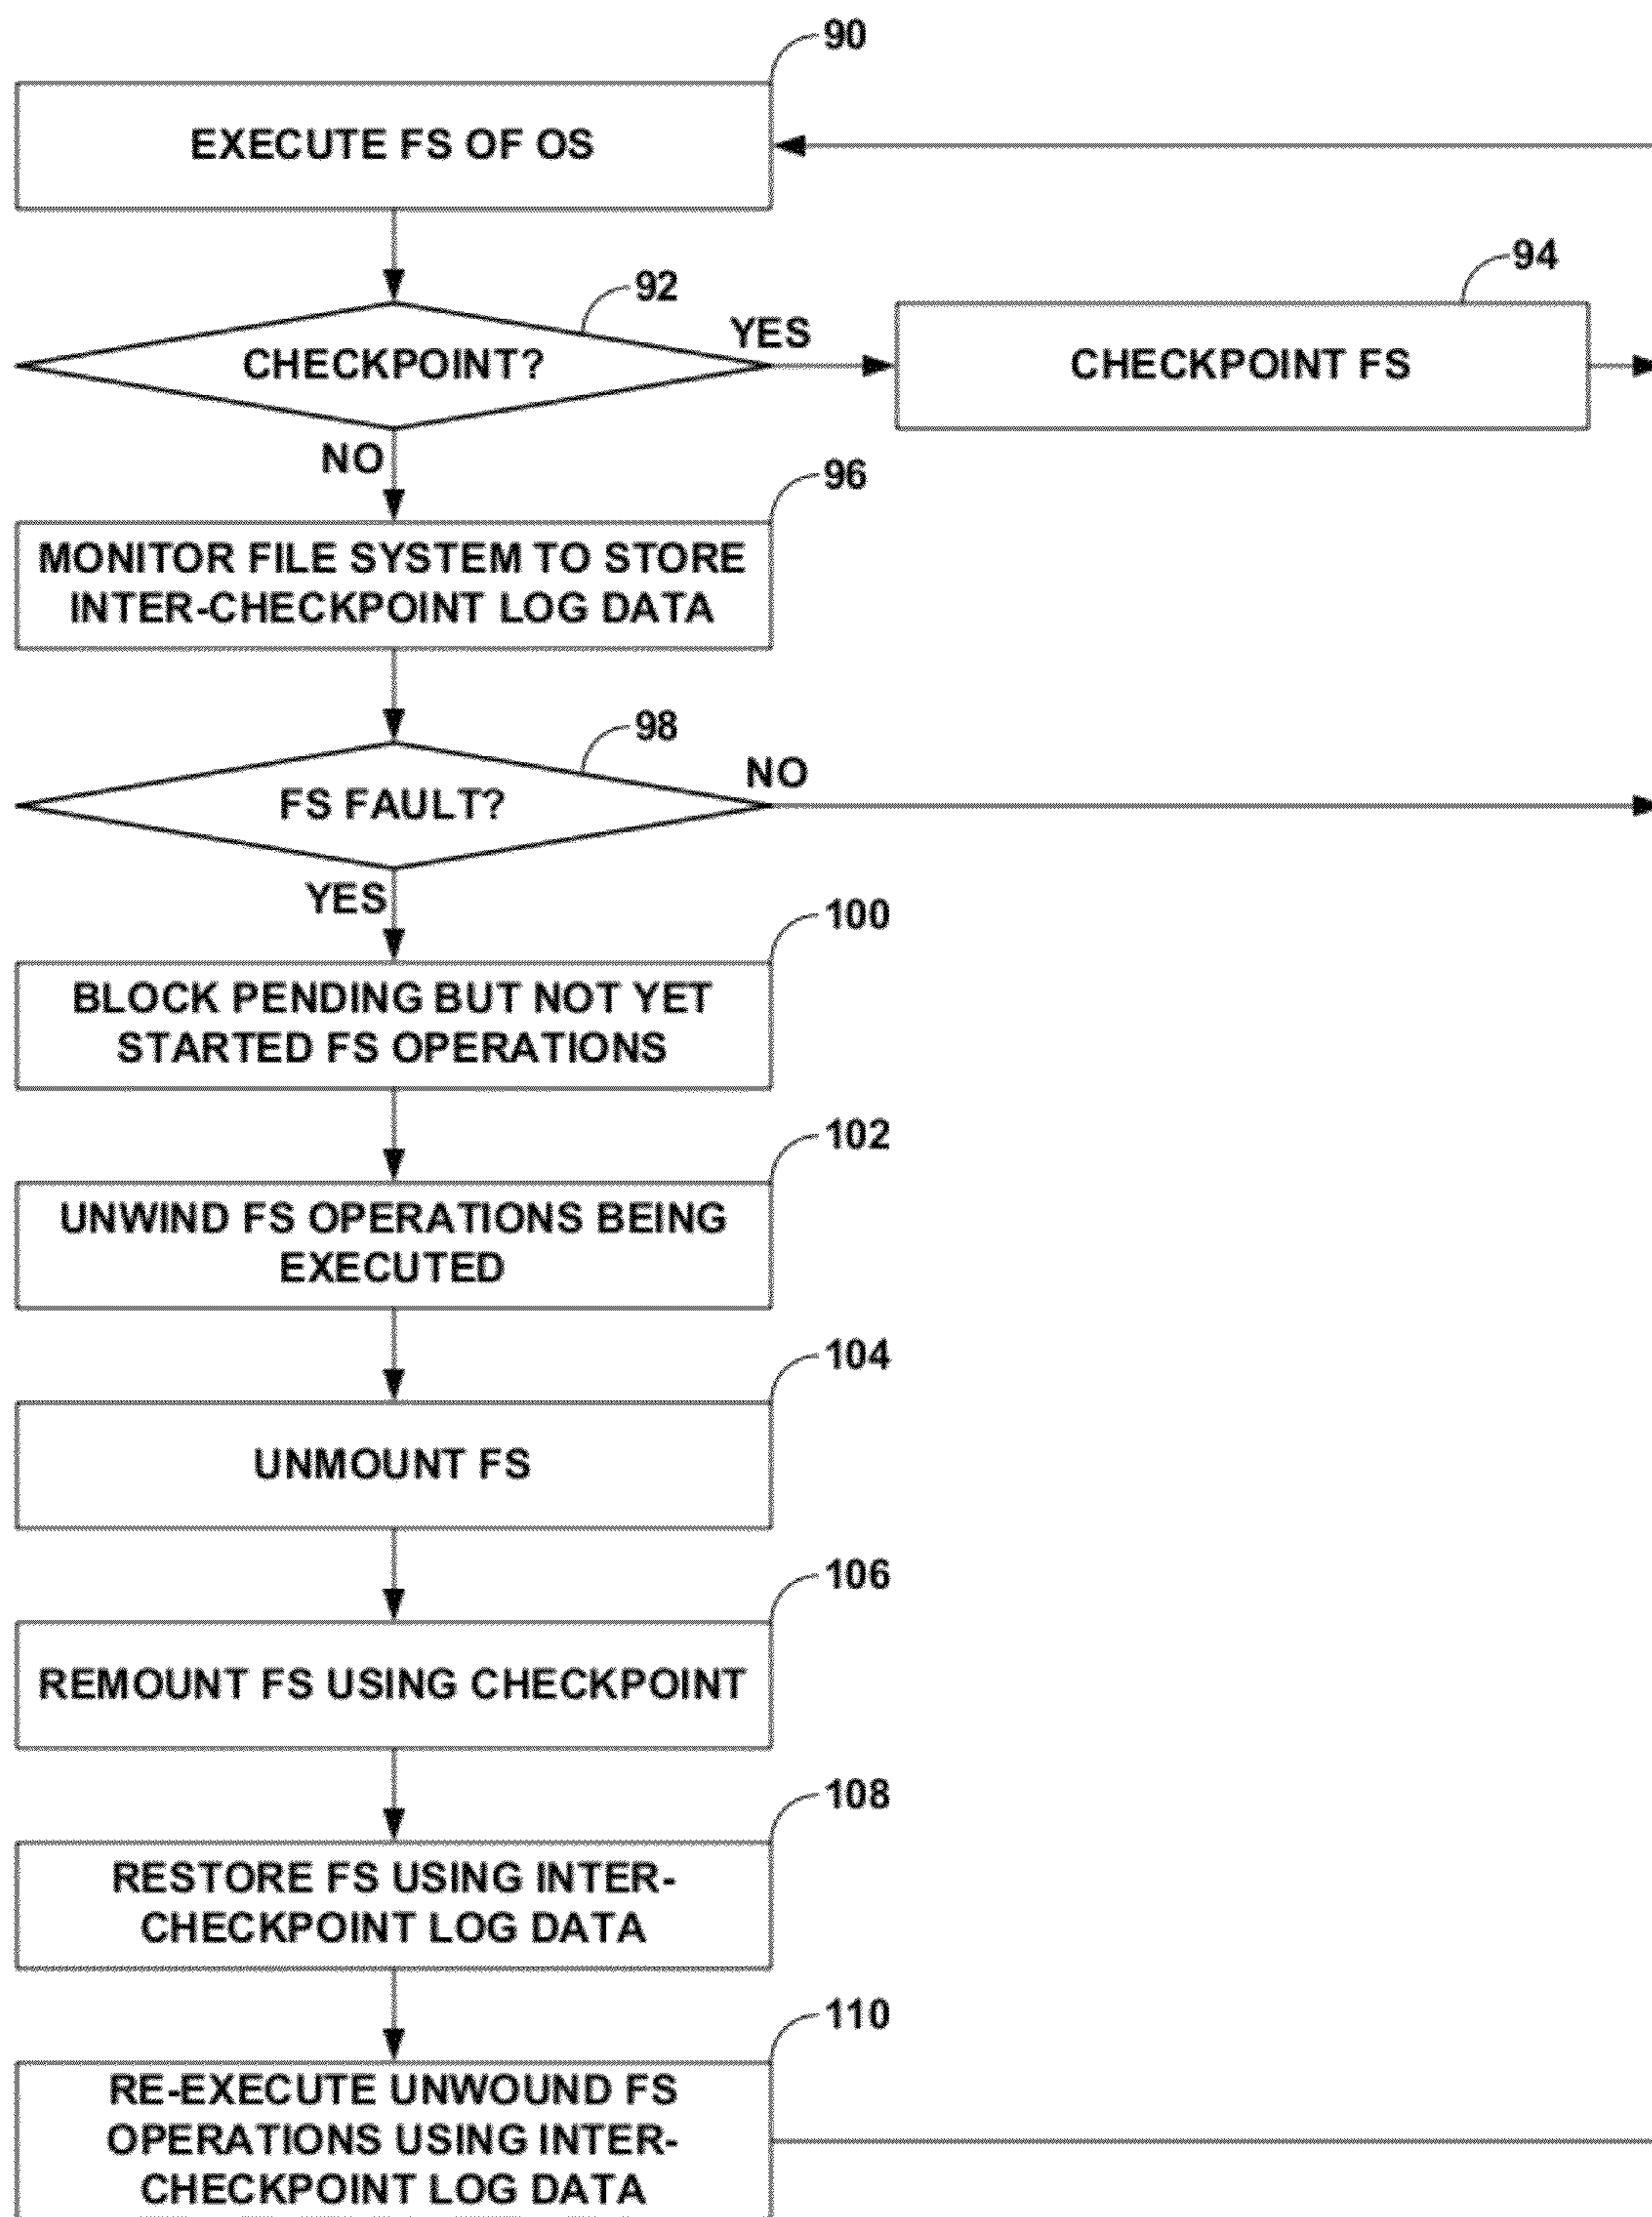 90
EXECUTE FS OF OS
92
CHECKPOINT?
YES
94
CHECKPOINT FS
NO
96
MONITOR FILE SYSTEM TO STORE
INTER-CHECKPOINT LOG DATA
98
FS FAULT?
NO
YES
100
BLOCK PENDING BUT NOT YET
STARTED FS OPERATIONS
102
UNWIND FS OPERATIONS BEING
EXECUTED
104
UNMOUNT FS
106
REMOUNT FS USING CHECKPOINT
108
RESTORE FS USING INTER-
CHECKPOINT LOG DATA
110
RE-EXECUTE UNWOUND FS
OPERATIONS USING INTER-
CHECKPOINT LOG DATA